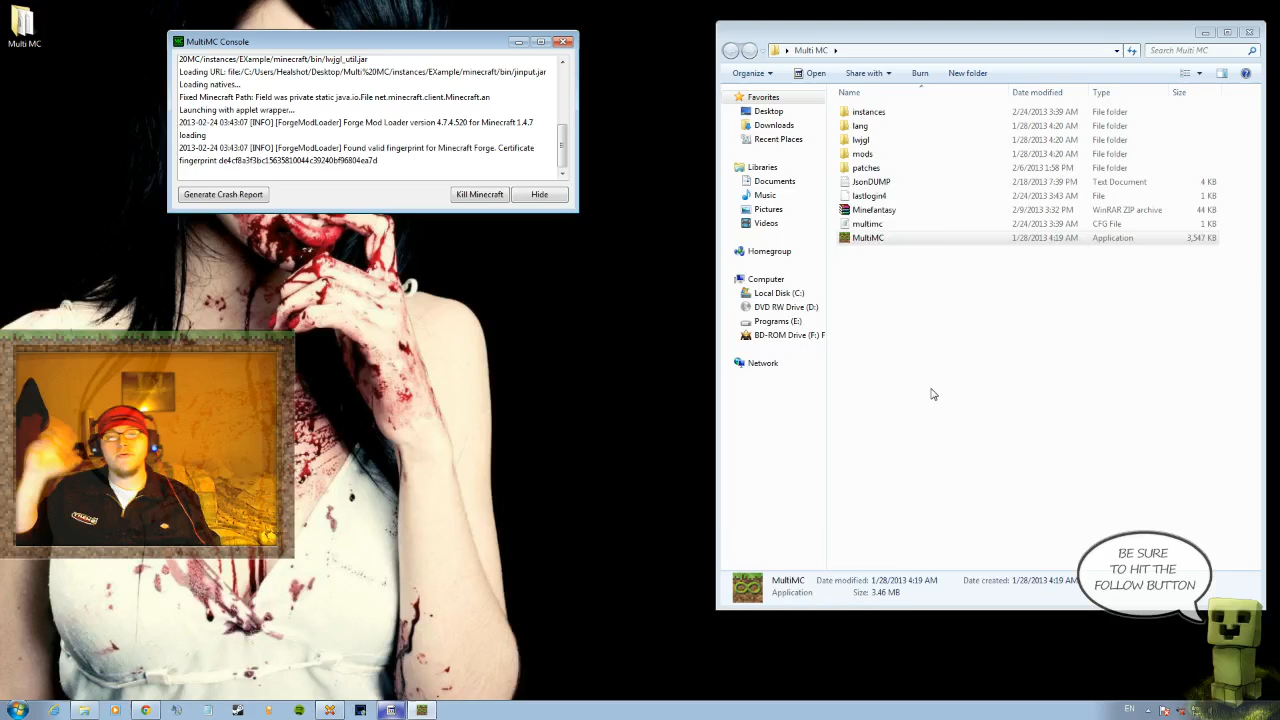 Multi MC
MultiMC Console
20MC/instances/EXample/minecraft/bin/lwjgl_util.jar
Loading URL: file:/C:/Users/Healshot/Desktop/Multi%20MC/instances/EXample/minecraft/bin/jinput.jar
Loading natives...
Fixed Minecraft Path: Field was private static java.io.File net.minecraft.client.Minecraft.an
Launching with applet wrapper...
2013-02-24 03:43:07 [INFO] [ForgeModLoader] Forge Mod Loader version 4.7.4.520 for Minecraft 1.4.7
loading
2013-02-24 03:43:07 [INFO] [ForgeModLoader] Found valid fingerprint for Minecraft Forge. Certificate
fingerprint de4cf8a3f3bc15635810044c39240bf96804ea7d
Generate Crash Report
Kill Minecraft
Hide
Multi MC
Search Multi MC
Organize
Open
Share with
Burn
New folder
Favorites
Desktop
Downloads
Recent Places
Libraries
Documents
Music
Pictures
Videos
Homegroup
Computer
Local Disk (C:)
DVD RW Drive (D:)
Programs (E:)
BD-ROM Drive (F:) F
Network
Name Date modified Type Size
instances 2/24/2013 3:39 AM File folder
lang 1/28/2013 4:20 AM File folder
lwjgl 1/28/2013 4:20 AM File folder
mods 1/28/2013 4:20 AM File folder
patches 2/6/2013 1:58 PM File folder
JsonDUMP 2/18/2013 7:39 PM Text Document 4 KB
lastlogin4 2/24/2013 3:43 AM File 1 KB
Minefantasy 2/9/2013 3:32 PM WinRAR ZIP archive 44 KB
multimc 2/24/2013 3:39 AM CFG File 1 KB
MultiMC 1/28/2013 4:19 AM Application 3,547 KB
MultiMC Date modified: 1/28/2013 4:19 AM Date created: 1/28/2013 4:19 AM
Application Size: 3.46 MB
BE SURE
TO HIT THE
FOLLOW BUTTON
EN